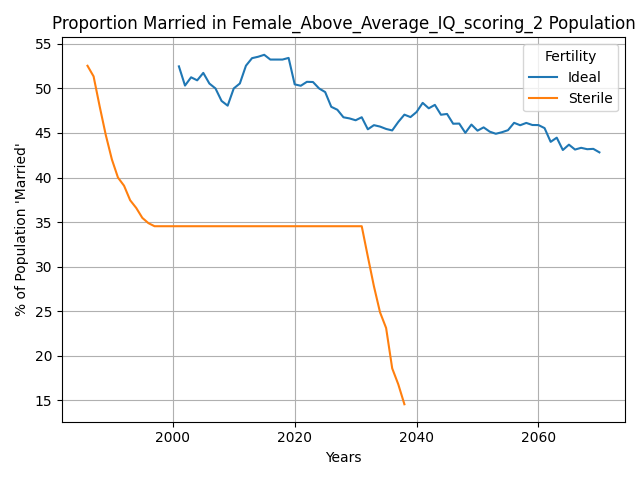 Proportion Married in Female_Above_Average_IQ_scoring_2 Population
Fertility
Ideal
Sterile
% of Population 'Married'
55
50
45
40
35
30
25
20
15
2000
2020
2040
2060
Years